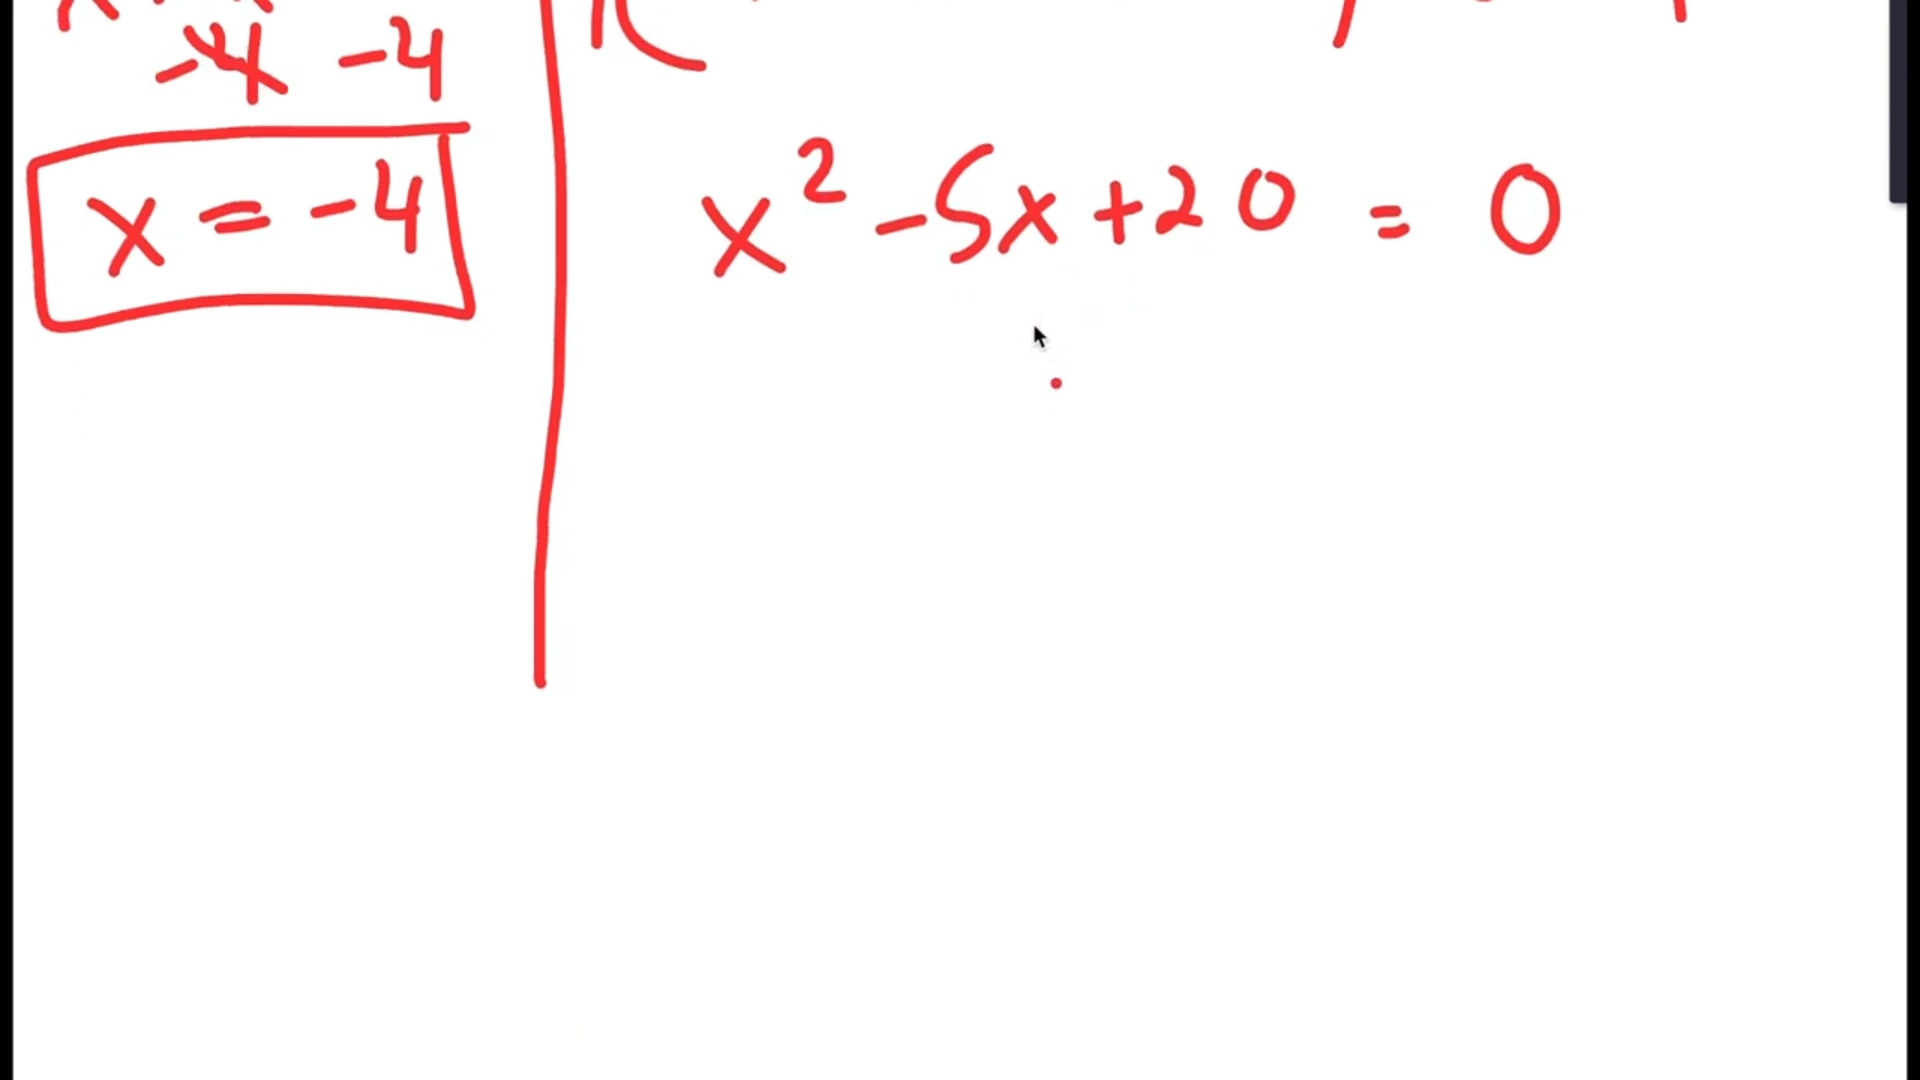 -4 -4
x = -4
x² -5x +20 = 0